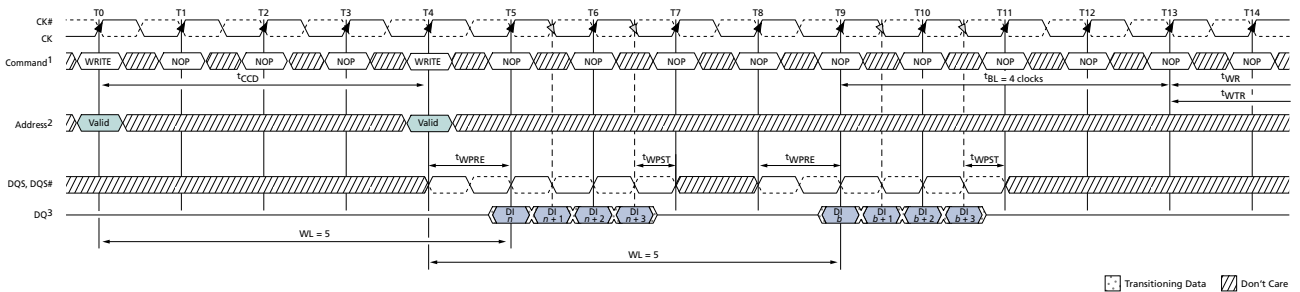 T0 T1 T2 T3 T4 T5 T6 T7 T8 T9 T10 T11 T12 T13 T14
CK#
CK
Command1 WRITE NOP NOP NOP WRITE NOP NOP NOP NOP NOP NOP NOP NOP NOP NOP
tCCD tBL = 4 clocks tWR
tWTR
Address2 Valid Valid
tWPRE tWPST tWPRE tWPST
DQS, DQS#
DQ3 DI n DI n + 1 DI n + 2 DI n + 3 DI b DI b + 1 DI b + 2 DI b + 3
WL = 5
WL = 5
Transitioning Data Don't Care